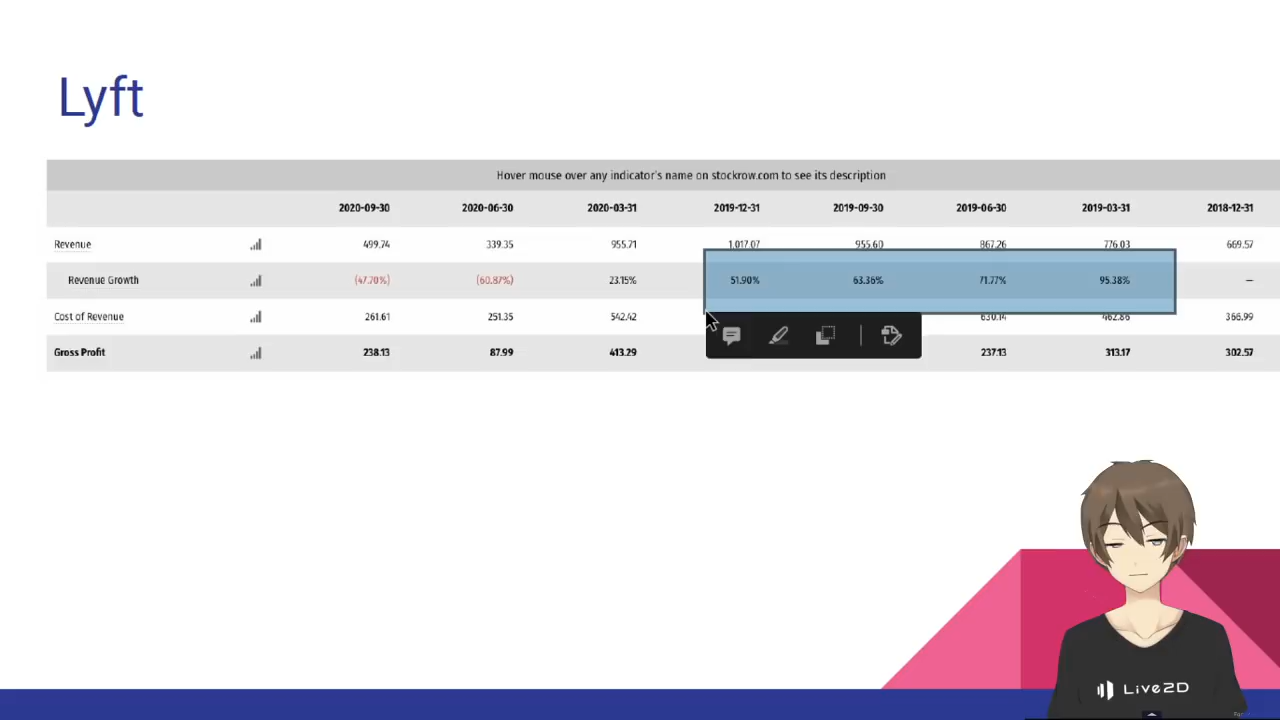 Lyft
Hover mouse over any indicator's name on stockrow.com to see its description
2020-09-30 2020-06-30 2020-03-31 2019-12-31 2019-09-30 2019-06-30 2019-03-31 2018-12-31
Revenue 499.74 339.35 955.71 1,017.07 955.60 867.26 776.03 669.57
Revenue Growth (47.70%) (60.87%) 23.15% 51.90% 63.36% 71.77% 95.38% —
Cost of Revenue 261.61 251.35 542.42 630.14 462.86 366.99
Gross Profit 238.13 87.99 413.29 237.13 313.17 302.57
Live2D